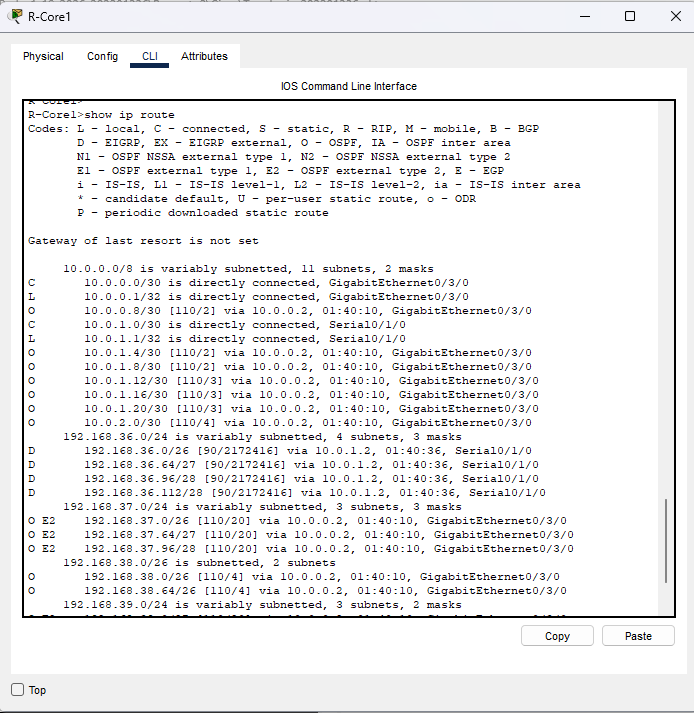 R-Core1
Physical Config CLI Attributes
IOS Command Line Interface
R-Core1>
R-Core1>show ip route
Codes: L - local, C - connected, S - static, R - RIP, M - mobile, B - BGP
D - EIGRP, EX - EIGRP external, O - OSPF, IA - OSPF inter area
N1 - OSPF NSSA external type 1, N2 - OSPF NSSA external type 2
E1 - OSPF external type 1, E2 - OSPF external type 2, E - EGP
i - IS-IS, L1 - IS-IS level-1, L2 - IS-IS level-2, ia - IS-IS inter area
* - candidate default, U - per-user static route, o - ODR
P - periodic downloaded static route
Gateway of last resort is not set
10.0.0.0/8 is variably subnetted, 11 subnets, 2 masks
C 10.0.0.0/30 is directly connected, GigabitEthernet0/3/0
L 10.0.0.1/32 is directly connected, GigabitEthernet0/3/0
O 10.0.0.8/30 [110/2] via 10.0.0.2, 01:40:10, GigabitEthernet0/3/0
C 10.0.1.0/30 is directly connected, Serial0/1/0
L 10.0.1.1/32 is directly connected, Serial0/1/0
O 10.0.1.4/30 [110/2] via 10.0.0.2, 01:40:10, GigabitEthernet0/3/0
O 10.0.1.8/30 [110/2] via 10.0.0.2, 01:40:10, GigabitEthernet0/3/0
O 10.0.1.12/30 [110/3] via 10.0.0.2, 01:40:10, GigabitEthernet0/3/0
O 10.0.1.16/30 [110/3] via 10.0.0.2, 01:40:10, GigabitEthernet0/3/0
O 10.0.1.20/30 [110/3] via 10.0.0.2, 01:40:10, GigabitEthernet0/3/0
O 10.0.2.0/30 [110/4] via 10.0.0.2, 01:40:10, GigabitEthernet0/3/0
192.168.36.0/24 is variably subnetted, 4 subnets, 3 masks
D 192.168.36.0/26 [90/2172416] via 10.0.1.2, 01:40:36, Serial0/1/0
D 192.168.36.64/27 [90/2172416] via 10.0.1.2, 01:40:36, Serial0/1/0
D 192.168.36.96/28 [90/2172416] via 10.0.1.2, 01:40:36, Serial0/1/0
D 192.168.36.112/28 [90/2172416] via 10.0.1.2, 01:40:36, Serial0/1/0
192.168.37.0/24 is variably subnetted, 3 subnets, 3 masks
O E2 192.168.37.0/26 [110/20] via 10.0.0.2, 01:40:10, GigabitEthernet0/3/0
O E2 192.168.37.64/27 [110/20] via 10.0.0.2, 01:40:10, GigabitEthernet0/3/0
O E2 192.168.37.96/28 [110/20] via 10.0.0.2, 01:40:10, GigabitEthernet0/3/0
192.168.38.0/26 is subnetted, 2 subnets
O 192.168.38.0/26 [110/4] via 10.0.0.2, 01:40:10, GigabitEthernet0/3/0
O 192.168.38.64/26 [110/4] via 10.0.0.2, 01:40:10, GigabitEthernet0/3/0
192.168.39.0/24 is variably subnetted, 3 subnets, 2 masks
Copy Paste
Top